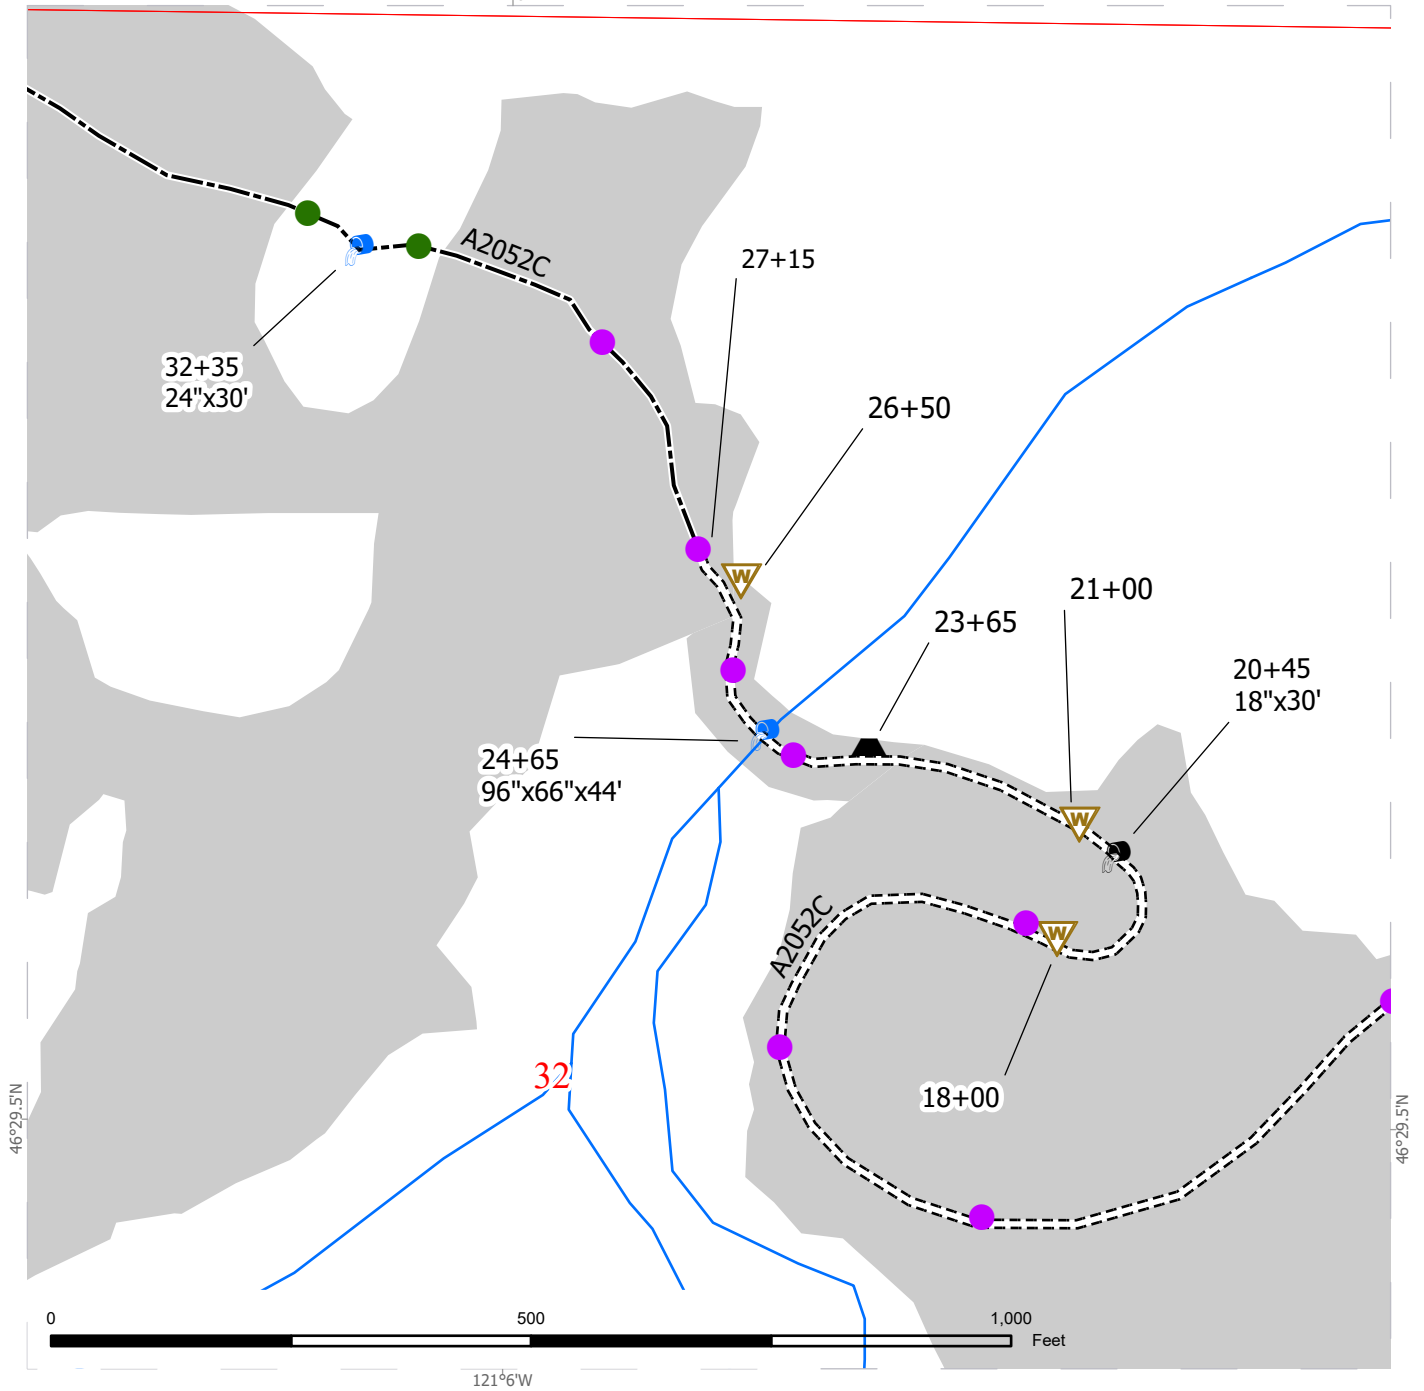 A2052C
27+15
32+35
24"x30'
26+50
21+00
23+65
20+45
18"x30'
W
24+65
96"x66"x44'
W
A2052C
W
32
18+00
46°29.5'N
46°29.5'N
0
500
1,000
Feet
121°6'W